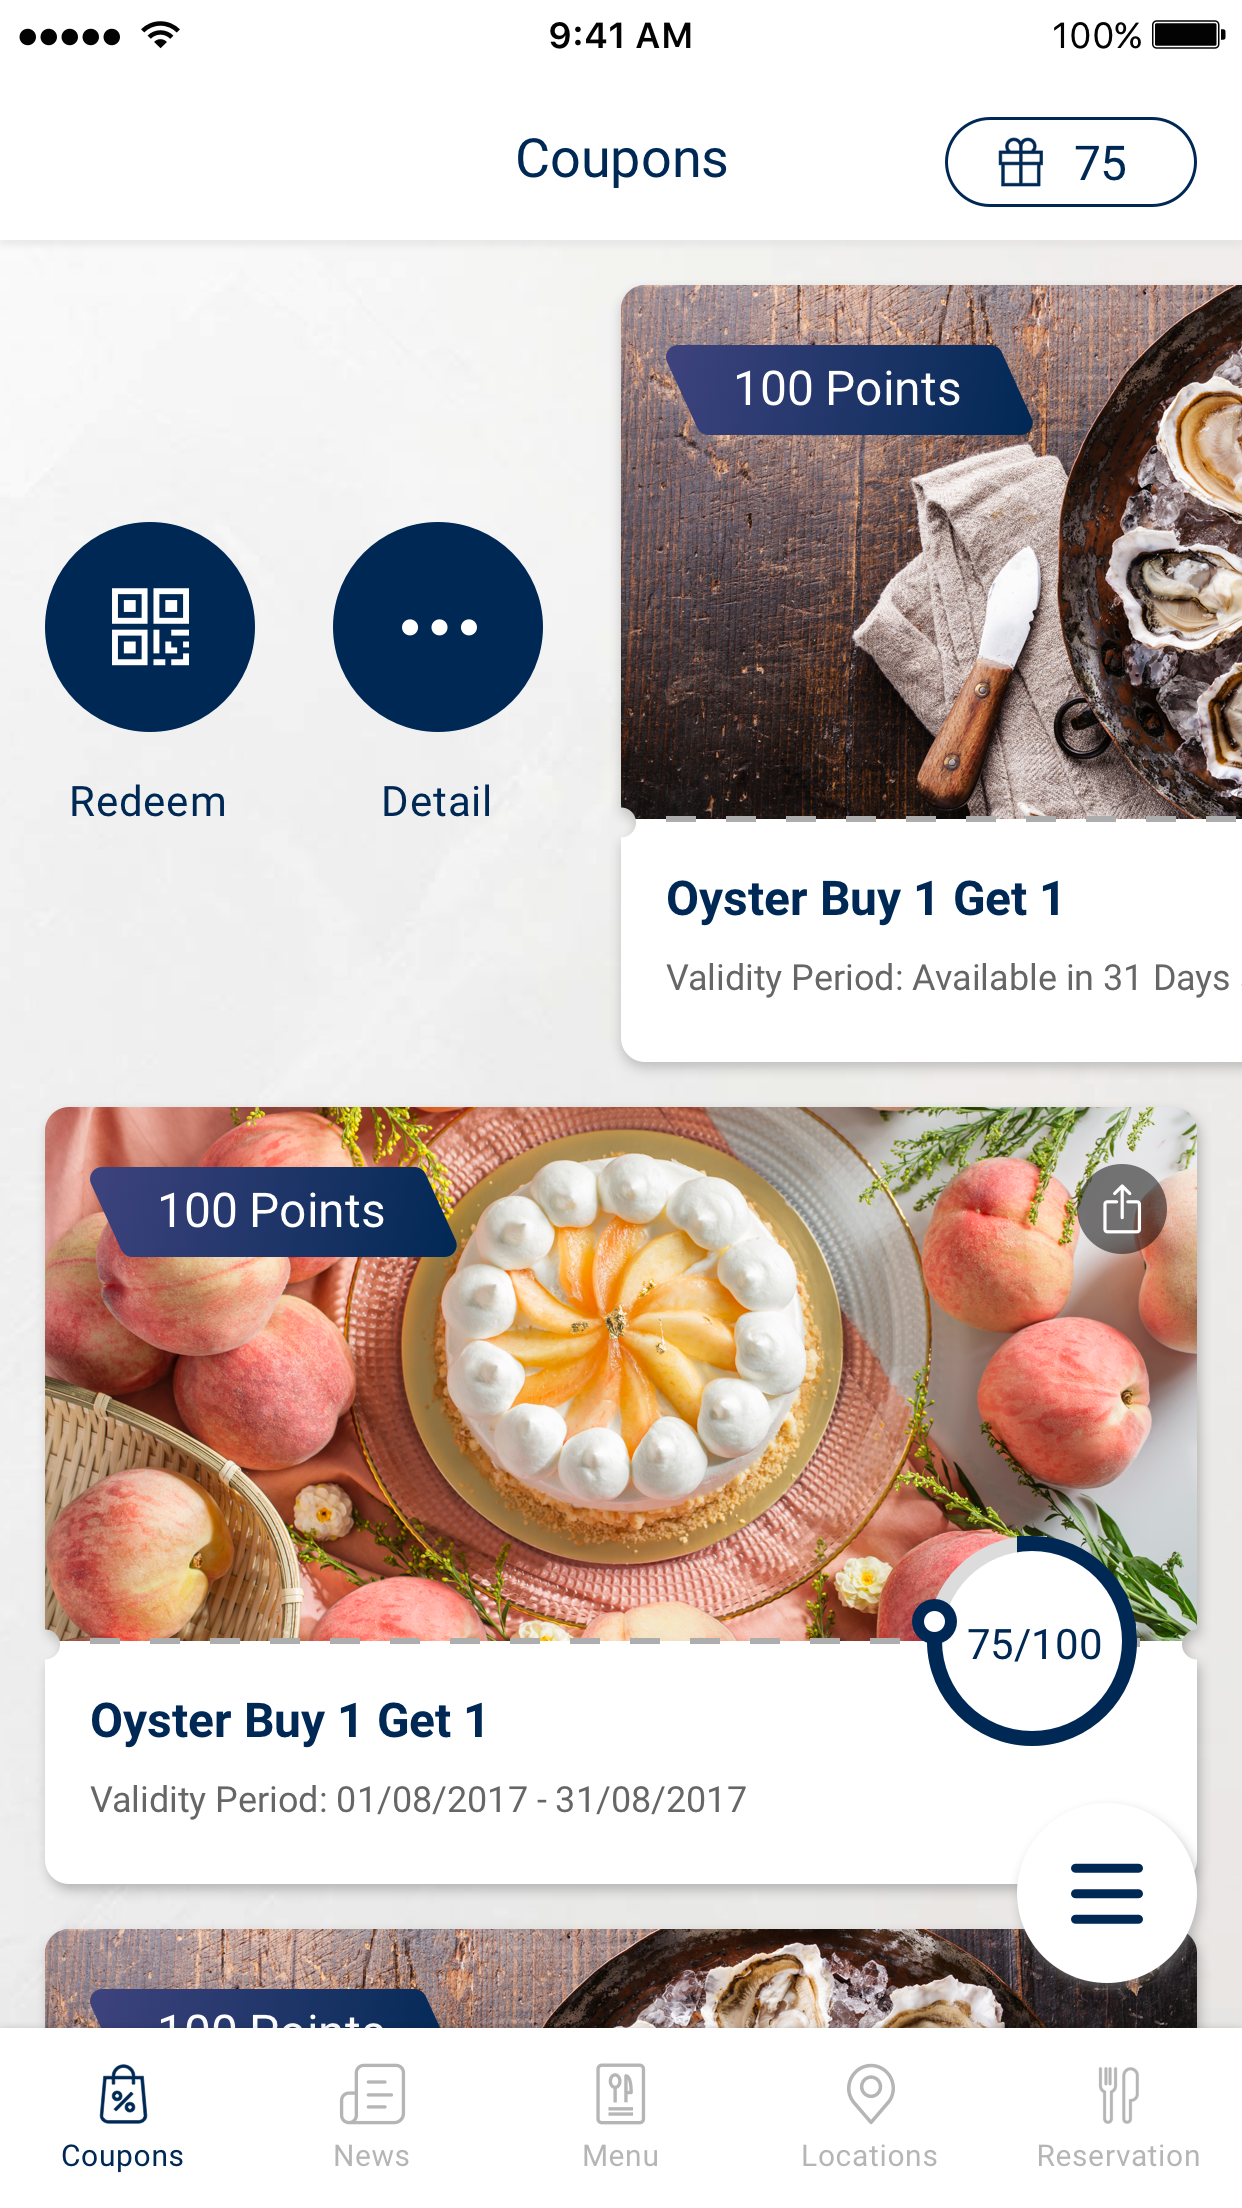 9:41 AM
100%
Coupons
75
100 Points
Redeem
Detail
Oyster Buy 1 Get 1
Validity Period: Available in 31 Days
100 Points
75/100
Oyster Buy 1 Get 1
Validity Period: 01/08/2017 - 31/08/2017
100 Points
Coupons
News
Menu
Locations
Reservation